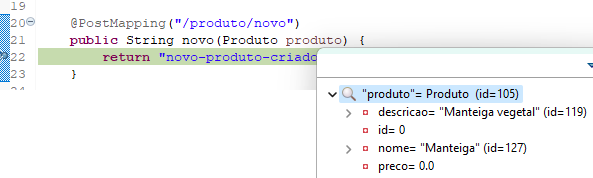 19
20 @PostMapping("/produto/novo")
21 public String novo(Produto produto) {
22 return "novo-produto-criado
23 }
24
"produto"= Produto (id=105)
descricao= "Manteiga vegetal" (id=119)
id= 0
nome= "Manteiga" (id=127)
preco= 0.0